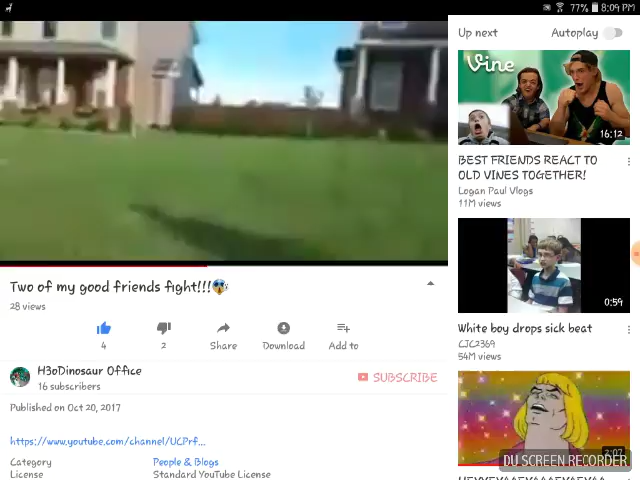 77% 8:09 PM
Up next Autoplay
Vine
16:12
BEST FRIENDS REACT TO
OLD VINES TOGETHER!
Logan Paul Vlogs
11M views
Two of my good friends fight!!!😱
28 views
4 2 Share Download Add to
0:59
White boy drops sick beat
CJC2369
54M views
H3oDinosaur Office
16 subscribers
SUBSCRIBE
Published on Oct 20, 2017
https://www.youtube.com/channel/UCPrf...
Category People & Blogs
License Standard YouTube License
2:07
DU SCREEN RECORDER